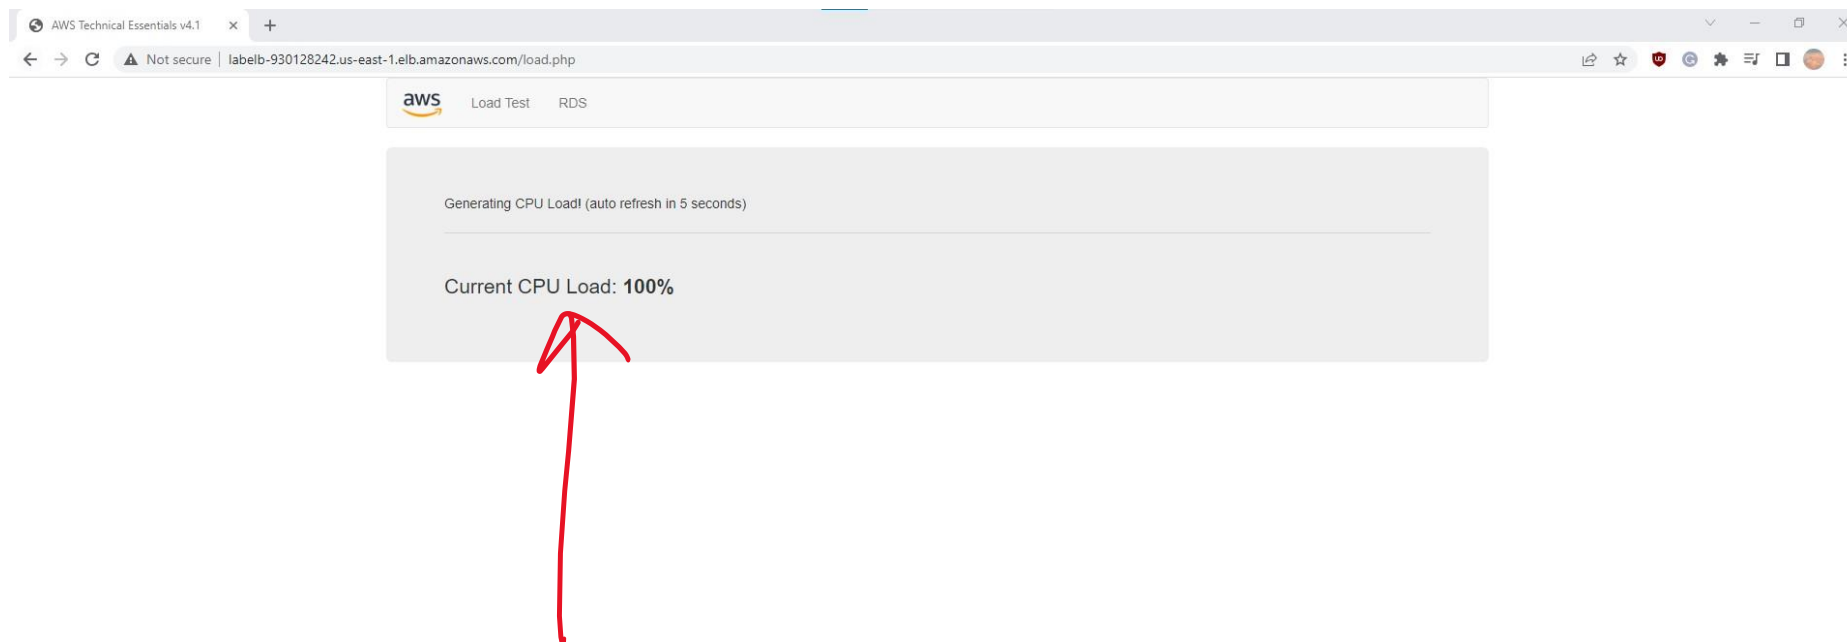 AWS Technical Essentials v4.1
Not secure labelb-930128242.us-east-1.elb.amazonaws.com/load.php
aws Load Test RDS
Generating CPU Load! (auto refresh in 5 seconds)
Current CPU Load: 100%